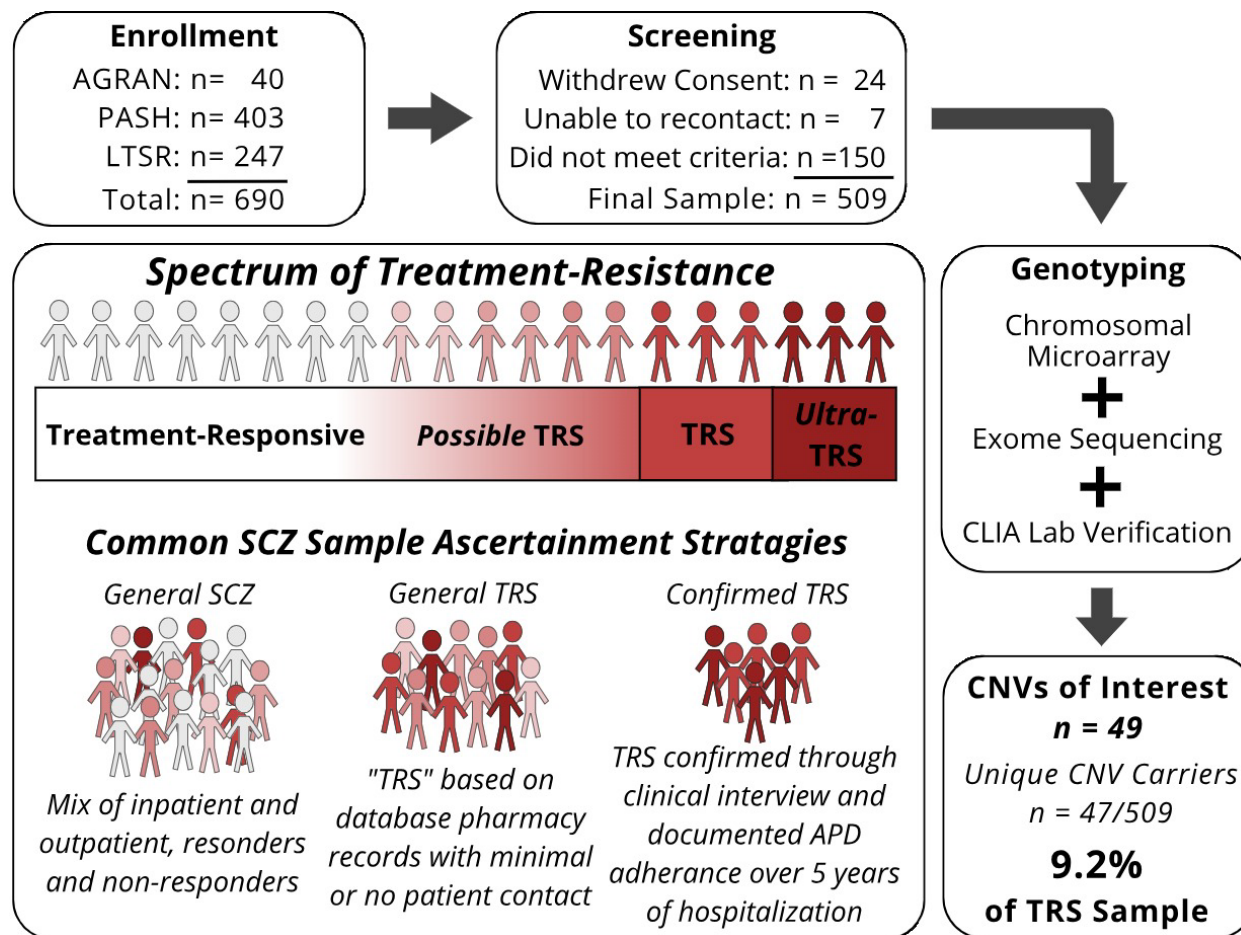 Enrollment
AGRAN: n= 40
PASH: n= 403
LTSR: n= 247
Total: n= 690
Screening
Withdrew Consent: n = 24
Unable to recontact: n = 7
Did not meet criteria: n =150
Final Sample: n = 509
Spectrum of Treatment-Resistance
Treatment-Responsive
Possible TRS
TRS
Ultra-
TRS
Common SCZ Sample Ascertainment Stratagies
General SCZ
Mix of inpatient and
outpatient, resonders
and non-responders
General TRS
"TRS" based on
database pharmacy
records with minimal
or no patient contact
Confirmed TRS
TRS confirmed through
clinical interview and
documented APD
adherance over 5 years
of hospitalization
Genotyping
Chromosomal
Microarray
+
Exome Sequencing
+
CLIA Lab Verification
CNVs of Interest
n = 49
Unique CNV Carriers
n = 47/509
9.2%
of TRS Sample